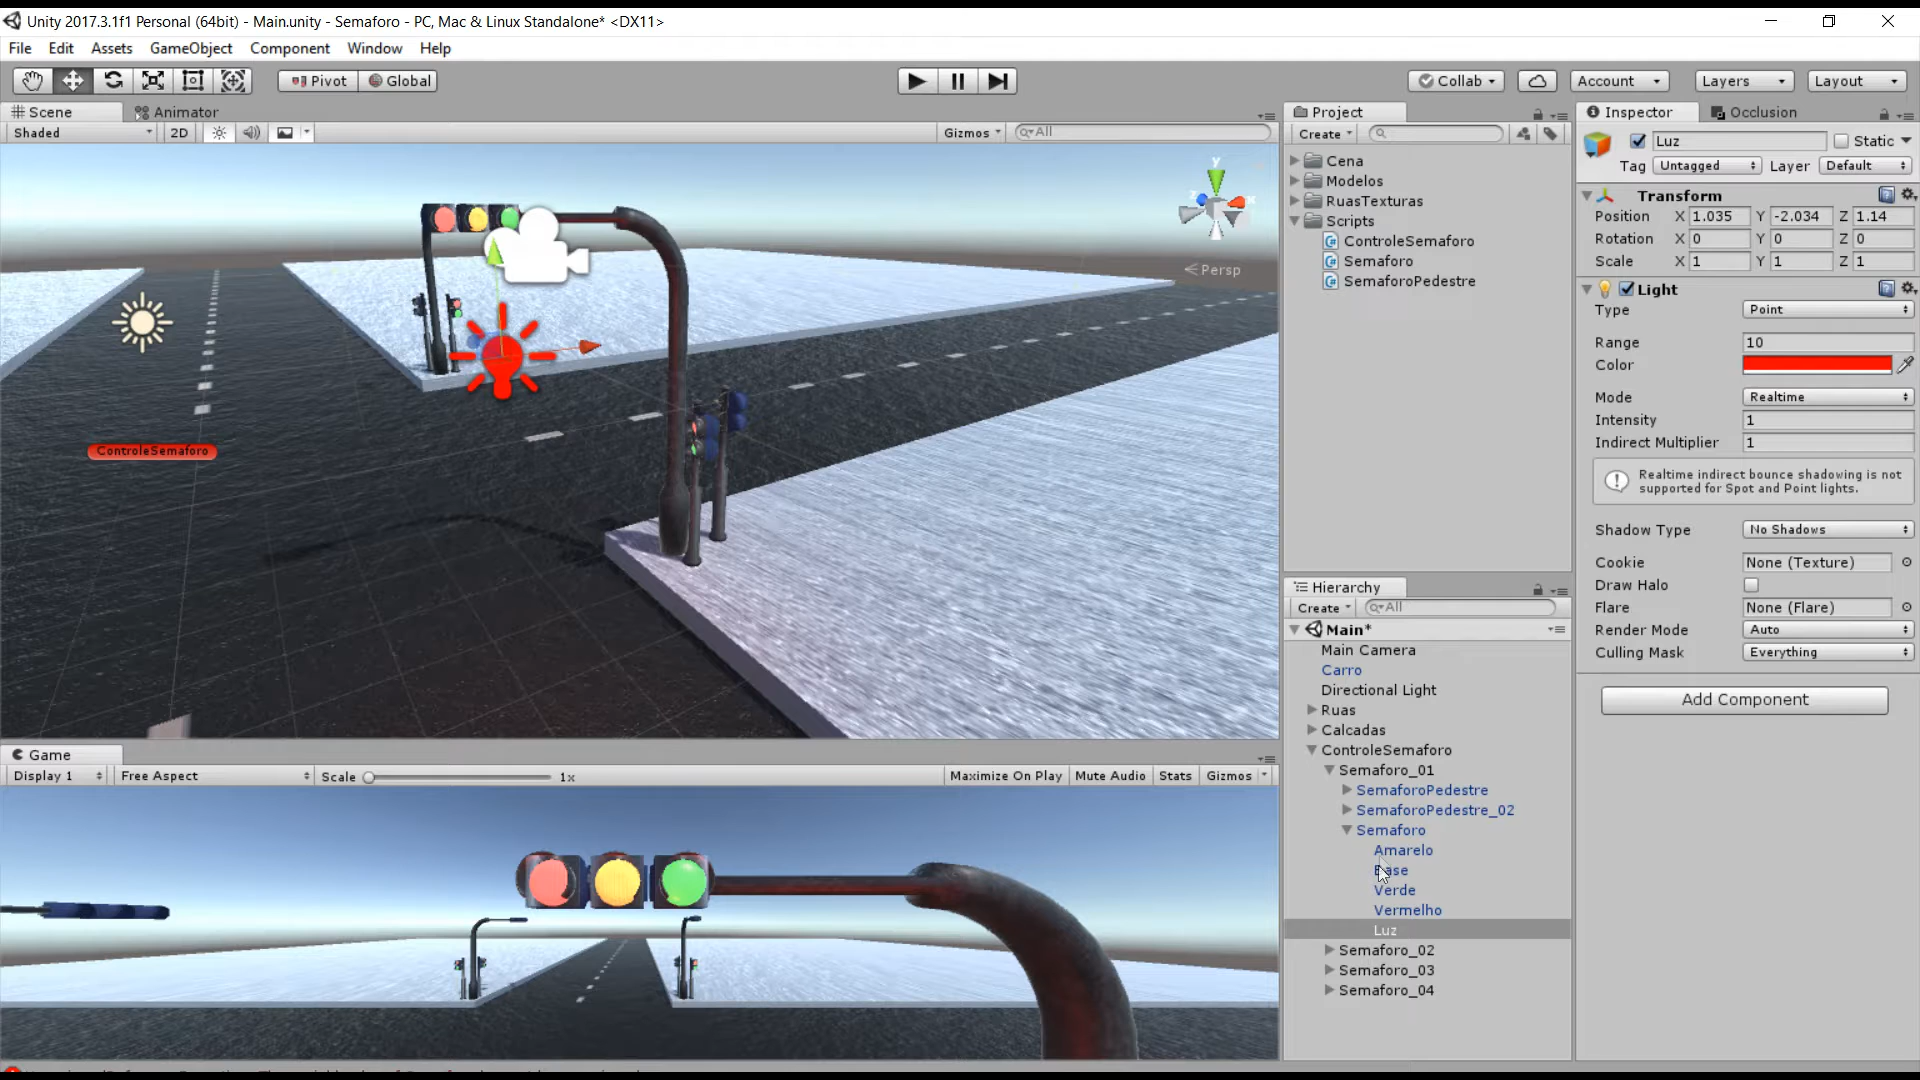 Unity 2017.3.1f1 Personal (64bit) - Main.unity - Semaforo - PC, Mac & Linux Standalone* <DX11>
File Edit Assets GameObject Component Window Help
Pivot Global Collab Account Layers Layout
Scene Animator
Shaded 2D Gizmos All
y
x
Persp
ControleSemaforo
Project
Create
Cena
Modelos
RuasTexturas
Scripts
ControleSemaforo
Semaforo
SemaforoPedestre
Hierarchy
Create All
Main*
Main Camera
Carro
Directional Light
Ruas
Calcadas
ControleSemaforo
Semaforo_01
SemaforoPedestre
SemaforoPedestre_02
Semaforo
Amarelo
Base
Verde
Vermelho
Luz
Semaforo_02
Semaforo_03
Semaforo_04
Inspector Occlusion
Luz Static
Tag Untagged Layer Default
Transform
Position X 1.035 Y -2.034 Z 1.14
Rotation X 0 Y 0 Z 0
Scale X 1 Y 1 Z 1
Light
Type Point
Range 10
Color
Mode Realtime
Intensity 1
Indirect Multiplier 1
Realtime indirect bounce shadowing is not
supported for Spot and Point lights.
Shadow Type No Shadows
Cookie None (Texture)
Draw Halo
Flare None (Flare)
Render Mode Auto
Culling Mask Everything
Add Component
Game
Display 1 Free Aspect Scale 1x Maximize On Play Mute Audio Stats Gizmos